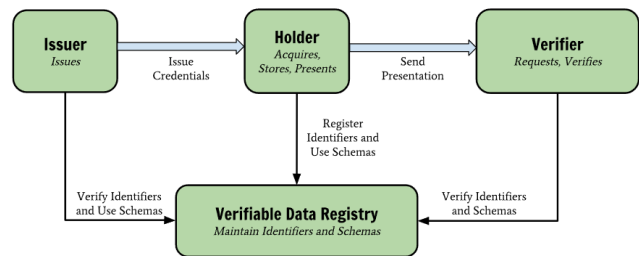 Issuer
Issues
Issue
Credentials
Holder
Acquires,
Stores, Presents
Send
Presentation
Verifier
Requests, Verifies
Register
Identifiers and
Use Schemas
Verify Identifiers
and Use Schemas
Verifiable Data Registry
Maintain Identifiers and Schemas
Verify Identifiers
and Schemas